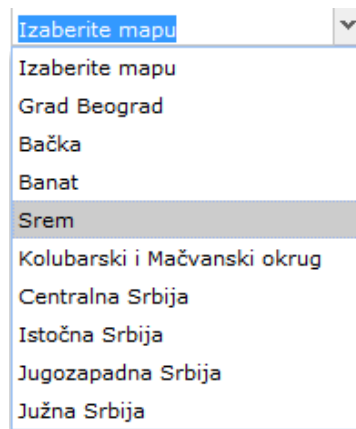 Izaberite mapu
Izaberite mapu
Grad Beograd
Bačka
Banat
Srem
Kolubarski i Mačvanski okrug
Centralna Srbija
Istočna Srbija
Jugozapadna Srbija
Južna Srbija